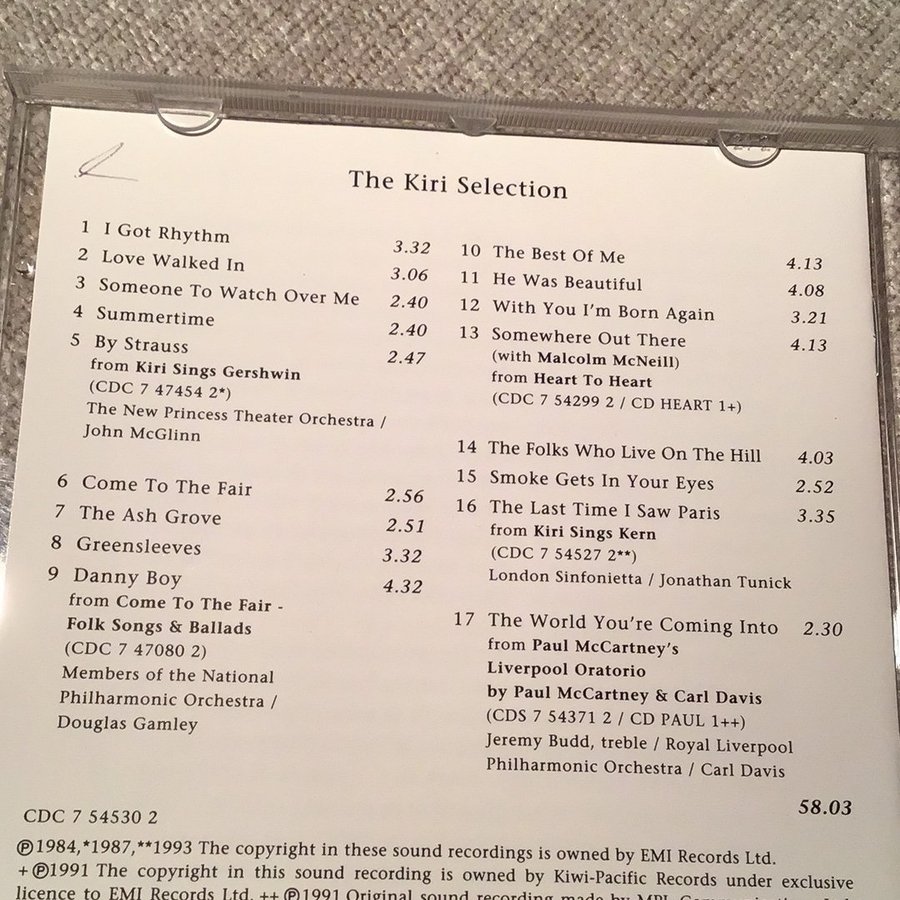 The Kiri Selection
1 I Got Rhythm 3.32
2 Love Walked In 3.06
3 Someone To Watch Over Me 2.40
4 Summertime 2.40
5 By Strauss 2.47
from Kiri Sings Gershwin
(CDC 7 47454 2*)
The New Princess Theater Orchestra /
John McGlinn
6 Come To The Fair 2.56
7 The Ash Grove 2.51
8 Greensleeves 3.32
9 Danny Boy 4.32
from Come To The Fair -
Folk Songs & Ballads
(CDC 7 47080 2)
Members of the National
Philharmonic Orchestra /
Douglas Gamley
10 The Best Of Me 4.13
11 He Was Beautiful 4.08
12 With You I'm Born Again 3.21
13 Somewhere Out There 4.13
(with Malcolm McNeill)
from Heart To Heart
(CDC 7 54299 2 / CD HEART 1+)
14 The Folks Who Live On The Hill 4.03
15 Smoke Gets In Your Eyes 2.52
16 The Last Time I Saw Paris 3.35
from Kiri Sings Kern
(CDC 7 54527 2**)
London Sinfonietta / Jonathan Tunick
17 The World You're Coming Into 2.30
from Paul McCartney's
Liverpool Oratorio
by Paul McCartney & Carl Davis
(CDS 7 54371 2 / CD PAUL 1++)
Jeremy Budd, treble / Royal Liverpool
Philharmonic Orchestra / Carl Davis
58.03
CDC 7 54530 2
℗1984,*1987,**1993 The copyright in these sound recordings is owned by EMI Records Ltd.
+℗1991 The copyright in this sound recording is owned by Kiwi-Pacific Records under exclusive
licence to EMI Records Ltd. ++℗1991 Original sound recording made by MPL